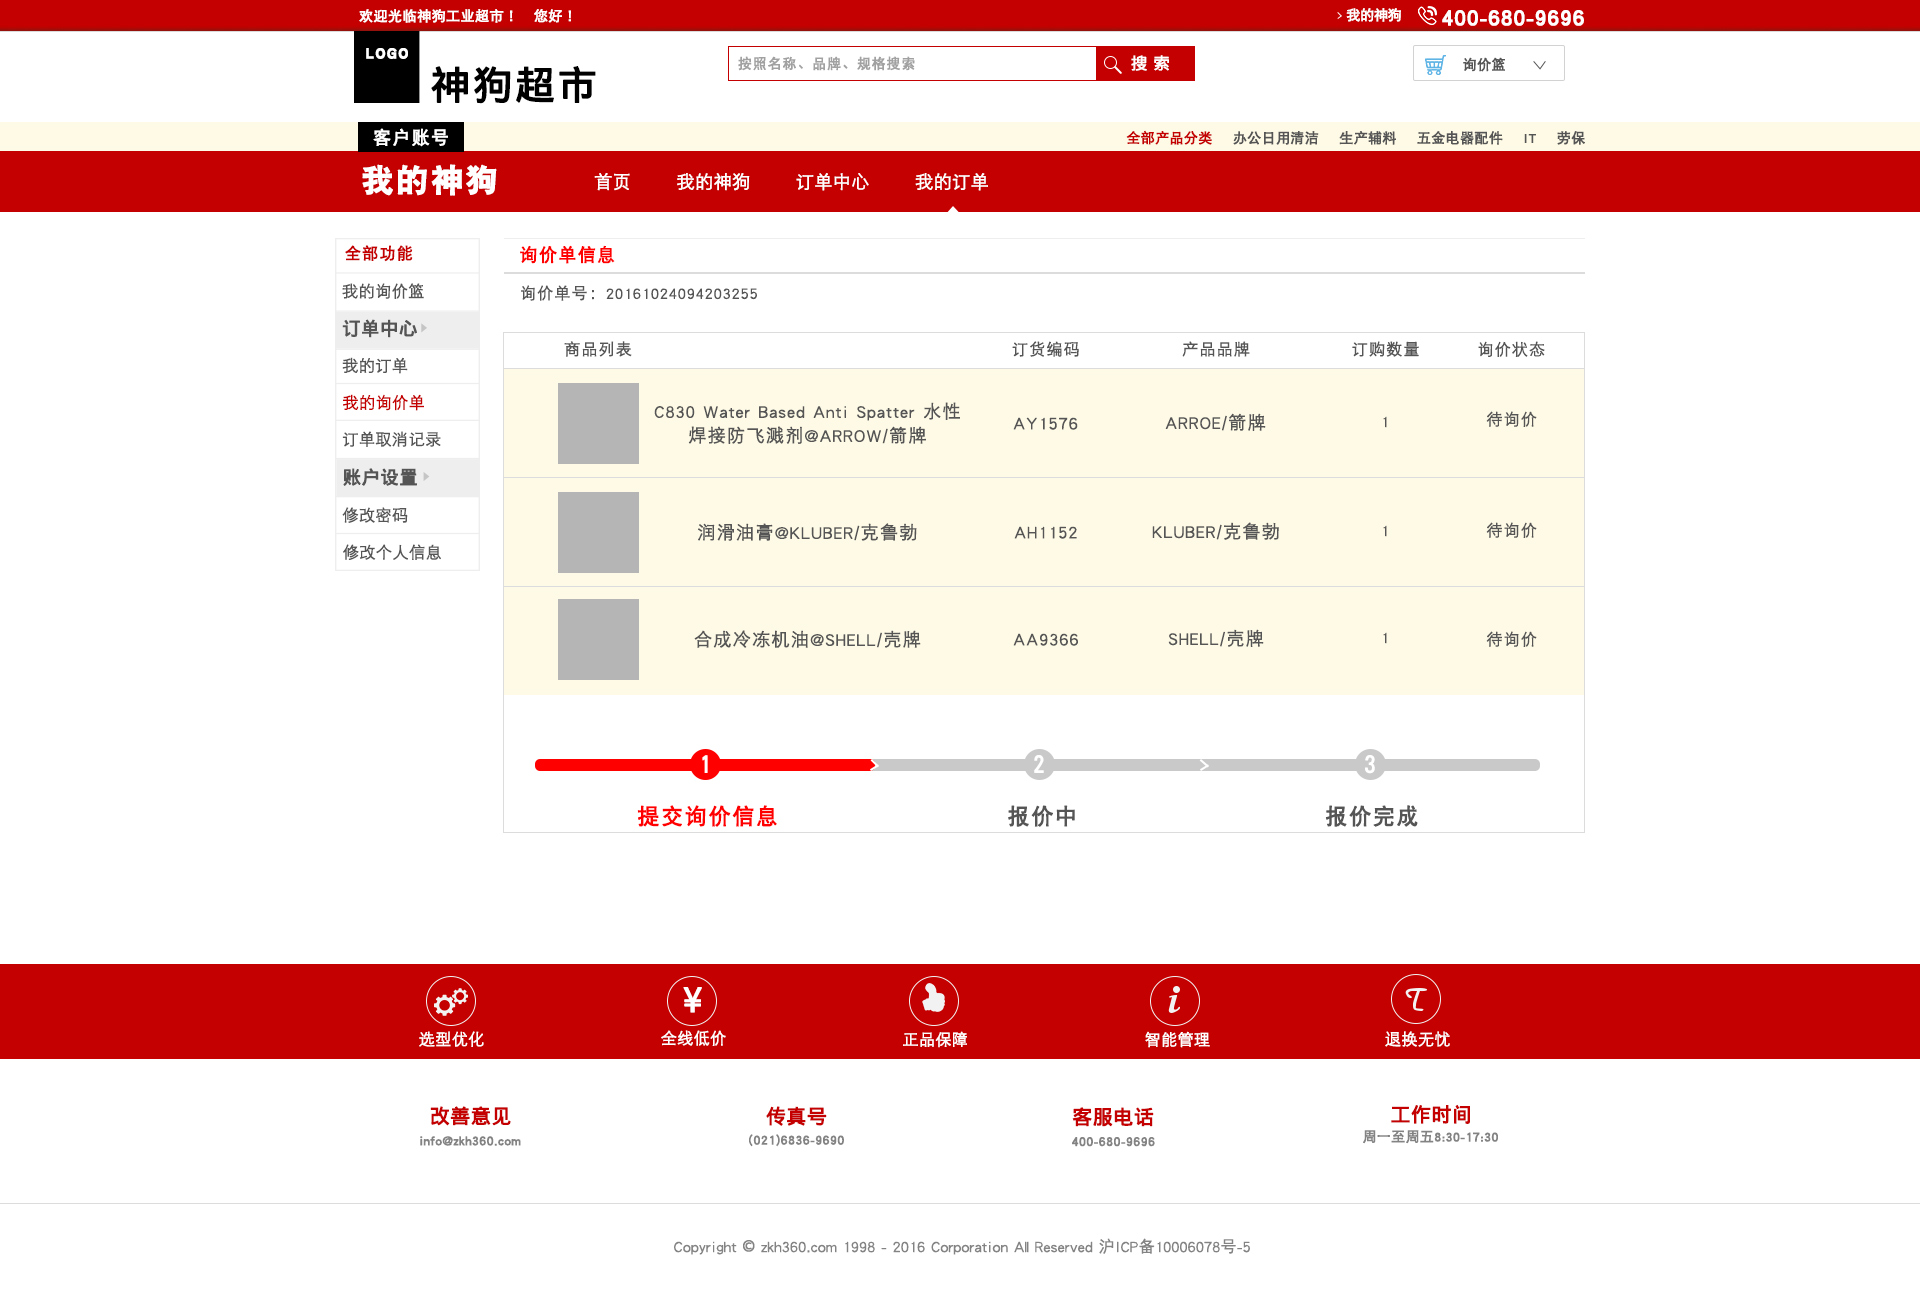 欢迎光临神狗工业超市！ 您好！
> 我的神狗 400-680-9696
LOGO
神狗超市
按照名称、品牌、规格搜索
搜 索
询价篮
客户账号
全部产品分类 办公日用清洁 生产辅料 五金电器配件 IT 劳保
我的神狗
首页 我的神狗 订单中心 我的订单
全部功能
我的询价篮
订单中心
我的订单
我的询价单
订单取消记录
账户设置
修改密码
修改个人信息
询价单信息
询价单号：20161024094203255
商品列表 订货编码 产品品牌 订购数量 询价状态
C830 Water Based Anti Spatter 水性
焊接防飞溅剂@ARROW/箭牌
AY1576 ARROE/箭牌 1 待询价
润滑油膏@KLUBER/克鲁勃 AH1152 KLUBER/克鲁勃 1 待询价
合成冷冻机油@SHELL/壳牌 AA9366 SHELL/壳牌 1 待询价
1 2 3
提交询价信息 报价中 报价完成
¥ i T
选型优化 全线低价 正品保障 智能管理 退换无忧
改善意见 传真号 客服电话 工作时间
info@zkh360.com (021)6836-9690 400-680-9696 周一至周五8:30-17:30
Copyright © zkh360.com 1998 - 2016 Corporation All Reserved 沪ICP备10006078号-5